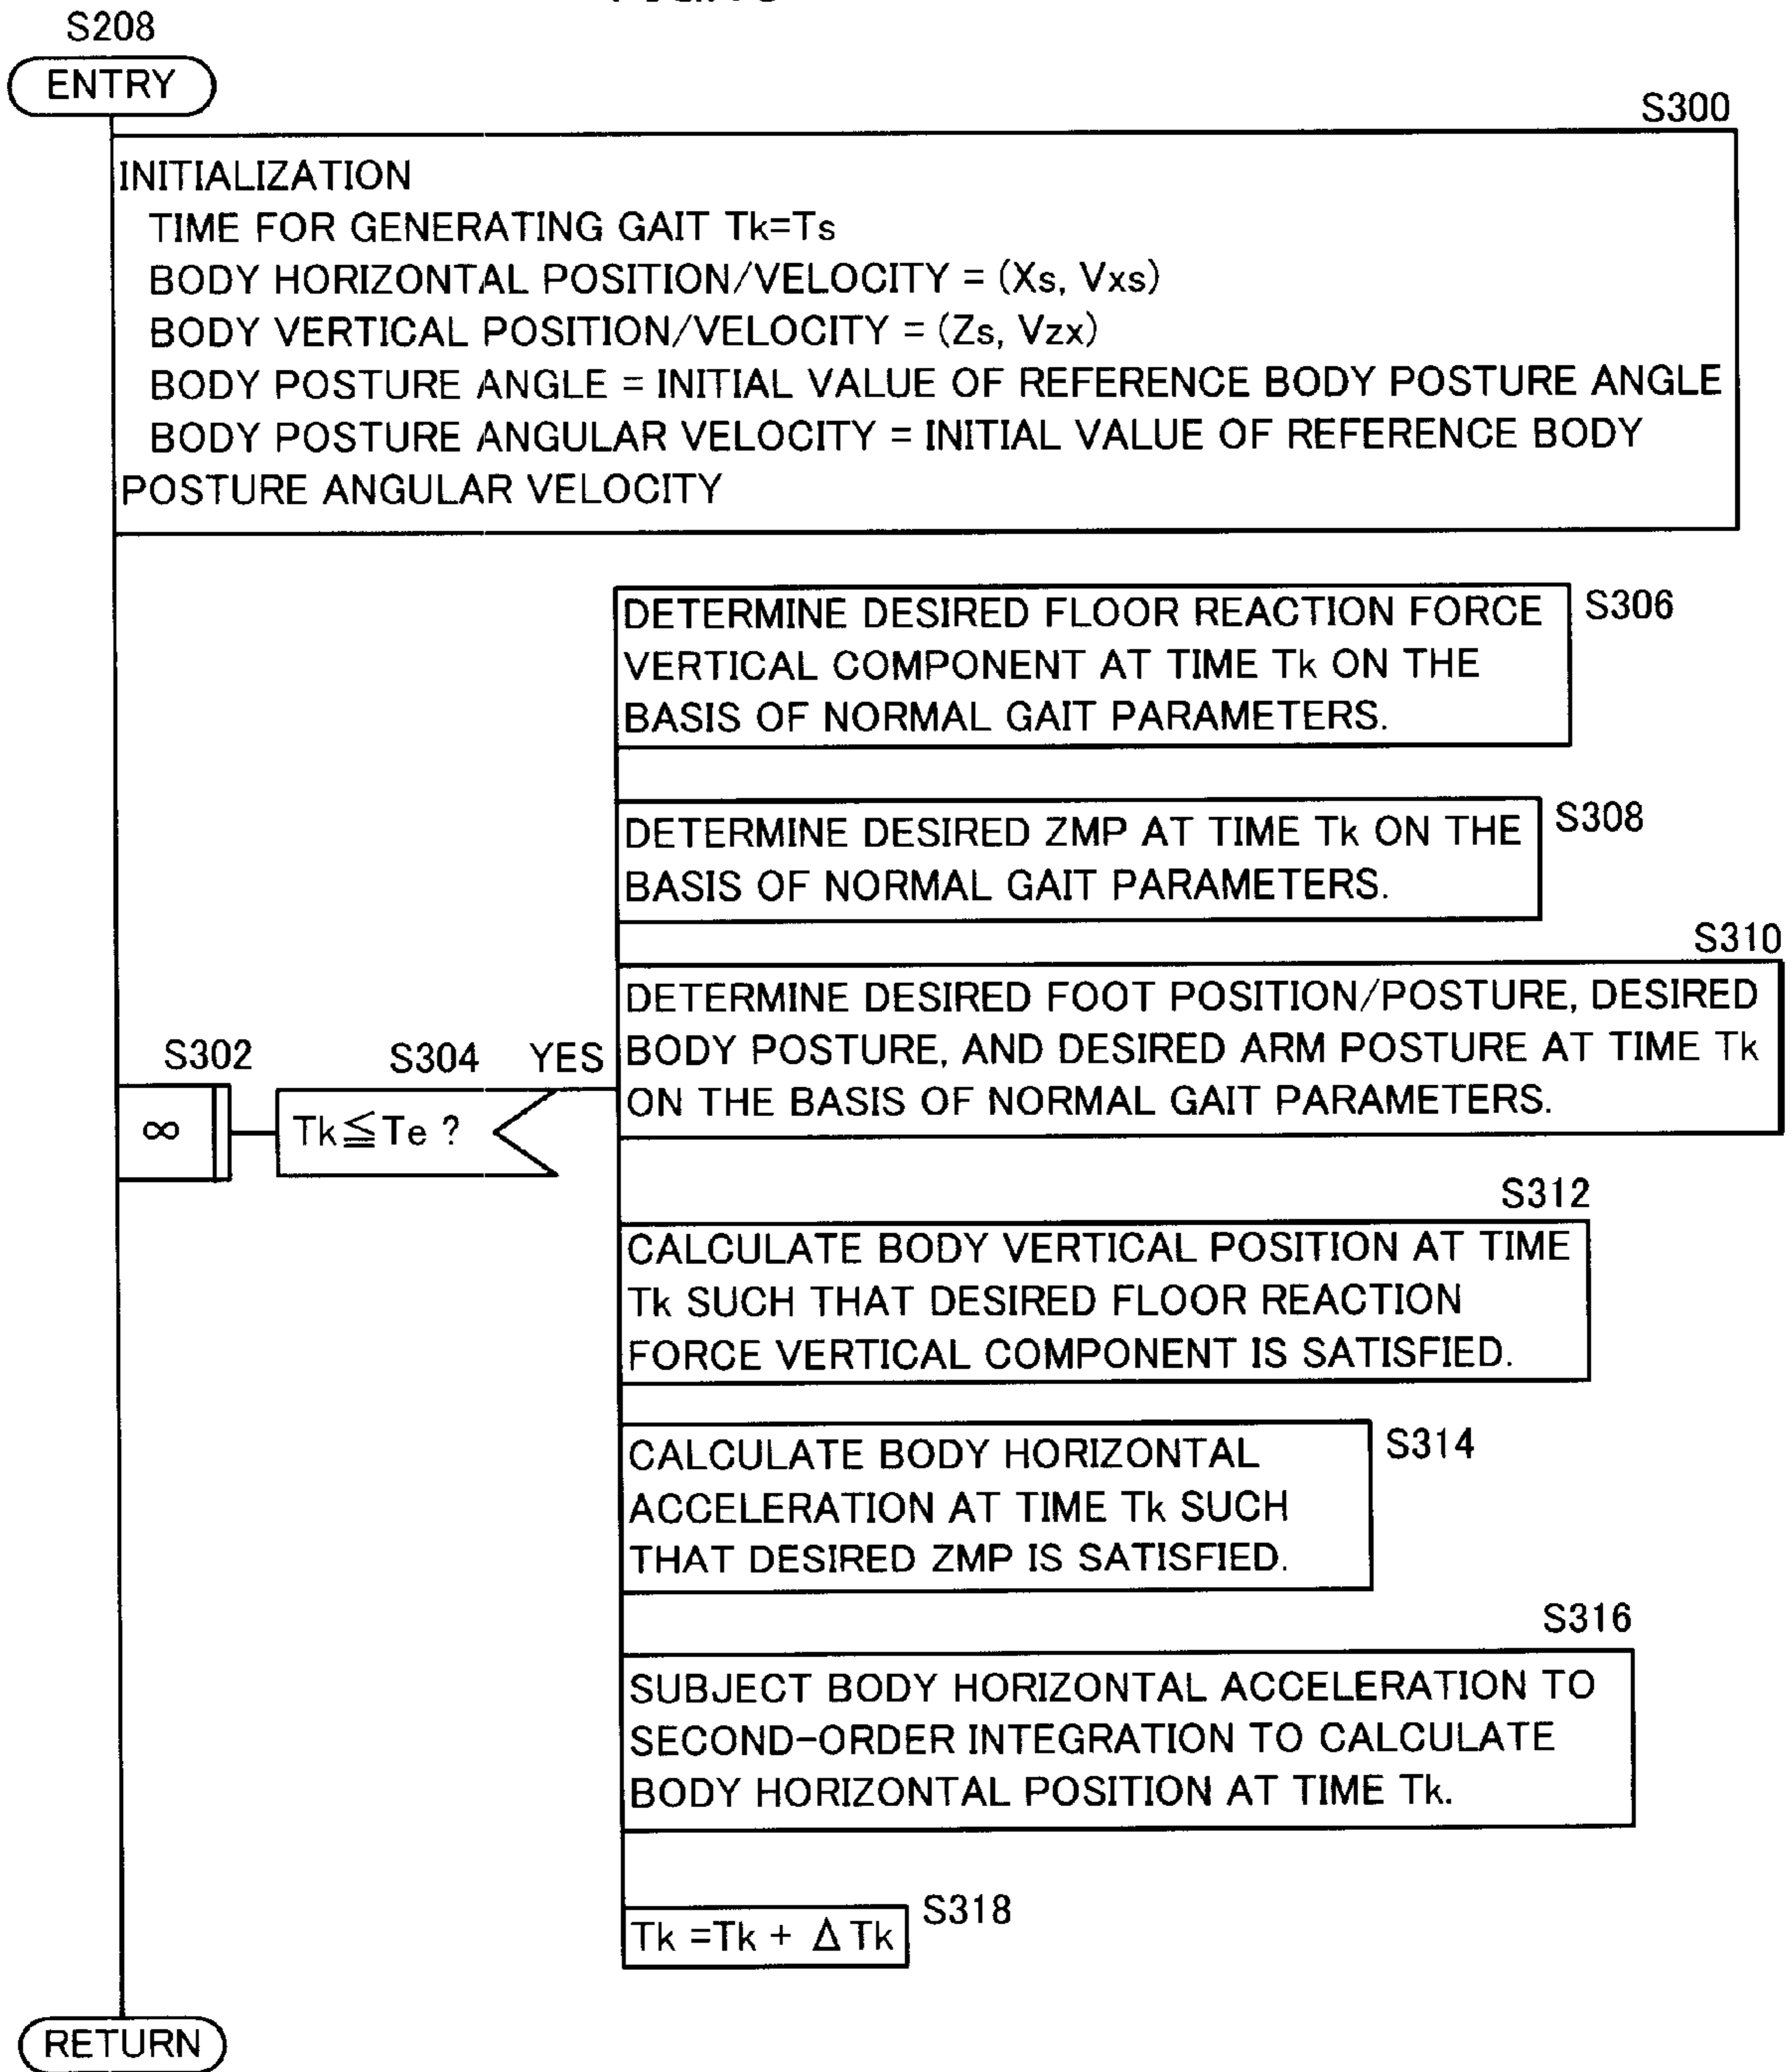 S208
ENTRY
S300
INITIALIZATION
TIME FOR GENERATING GAIT Tk=Ts
BODY HORIZONTAL POSITION/VELOCITY = (Xs, Vxs)
BODY VERTICAL POSITION/VELOCITY = (Zs, Vzx)
BODY POSTURE ANGLE = INITIAL VALUE OF REFERENCE BODY POSTURE ANGLE
BODY POSTURE ANGULAR VELOCITY = INITIAL VALUE OF REFERENCE BODY
POSTURE ANGULAR VELOCITY
S302
∞
S304
Tk≦Te ?
YES
S306
DETERMINE DESIRED FLOOR REACTION FORCE
VERTICAL COMPONENT AT TIME Tk ON THE
BASIS OF NORMAL GAIT PARAMETERS.
S308
DETERMINE DESIRED ZMP AT TIME Tk ON THE
BASIS OF NORMAL GAIT PARAMETERS.
S310
DETERMINE DESIRED FOOT POSITION/POSTURE, DESIRED
BODY POSTURE, AND DESIRED ARM POSTURE AT TIME Tk
ON THE BASIS OF NORMAL GAIT PARAMETERS.
S312
CALCULATE BODY VERTICAL POSITION AT TIME
Tk SUCH THAT DESIRED FLOOR REACTION
FORCE VERTICAL COMPONENT IS SATISFIED.
S314
CALCULATE BODY HORIZONTAL
ACCELERATION AT TIME Tk SUCH
THAT DESIRED ZMP IS SATISFIED.
S316
SUBJECT BODY HORIZONTAL ACCELERATION TO
SECOND-ORDER INTEGRATION TO CALCULATE
BODY HORIZONTAL POSITION AT TIME Tk.
S318
Tk =Tk + Δ Tk
RETURN